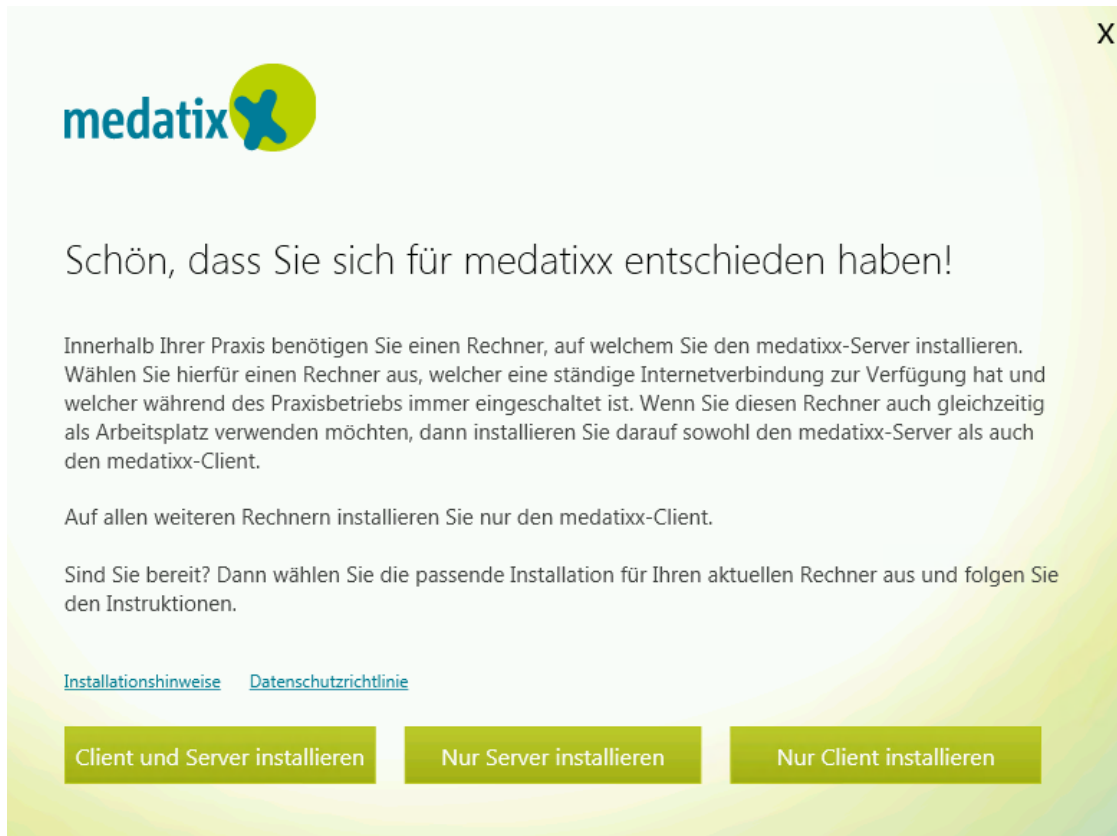 X
medatixx
Schön, dass Sie sich für medatixx entschieden haben!
Innerhalb Ihrer Praxis benötigen Sie einen Rechner, auf welchem Sie den medatixx-Server installieren.
Wählen Sie hierfür einen Rechner aus, welcher eine ständige Internetverbindung zur Verfügung hat und
welcher während des Praxisbetriebs immer eingeschaltet ist. Wenn Sie diesen Rechner auch gleichzeitig
als Arbeitsplatz verwenden möchten, dann installieren Sie darauf sowohl den medatixx-Server als auch
den medatixx-Client.
Auf allen weiteren Rechnern installieren Sie nur den medatixx-Client.
Sind Sie bereit? Dann wählen Sie die passende Installation für Ihren aktuellen Rechner aus und folgen Sie
den Instruktionen.
Installationshinweise Datenschutzrichtlinie
Client und Server installieren Nur Server installieren Nur Client installieren